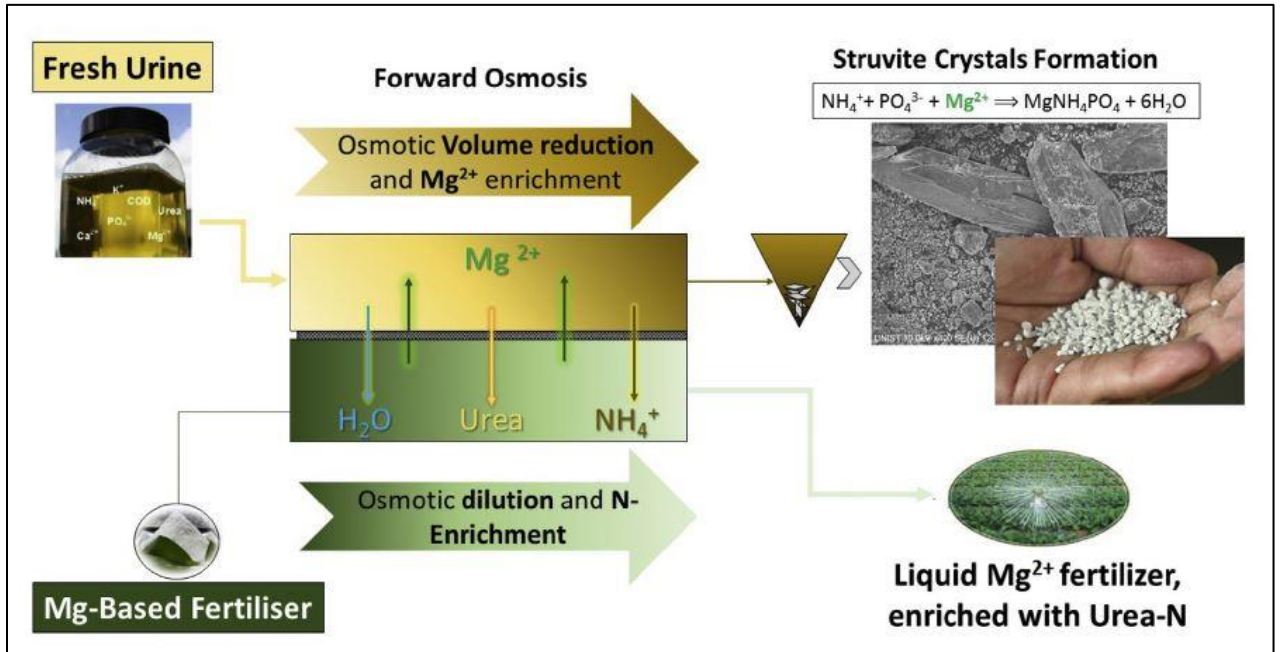 Fresh Urine
K⁺
NH₄⁺
COD
Urea
PO₄³⁻
Ca²⁺
Mg²⁺
Forward Osmosis
Osmotic Volume reduction
and Mg²⁺ enrichment
Mg ²⁺
H₂O
Urea
NH₄⁺
Osmotic dilution and N-
Enrichment
Mg-Based Fertiliser
Struvite Crystals Formation
NH₄⁺+ PO₄³⁻ + Mg²⁺ ⟹ MgNH₄PO₄ + 6H₂O
Liquid Mg²⁺ fertilizer,
enriched with Urea-N